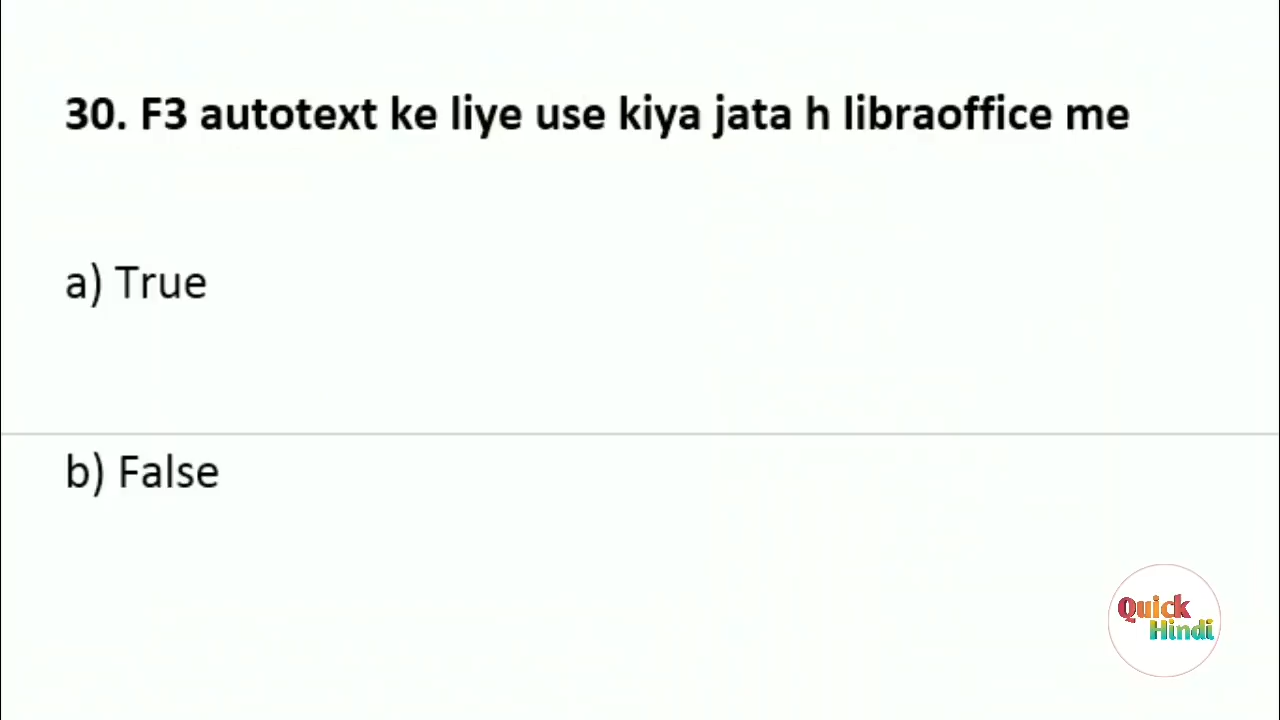 30. F3 autotext ke liye use kiya jata h libraoffice me
a) True
b) False
Quick
Hindi